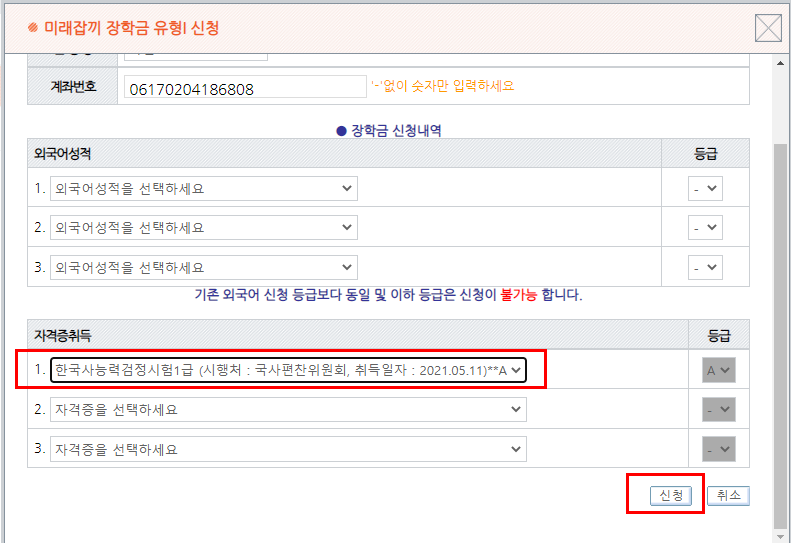 미래잡끼 장학금 유형I 신청
계좌번호 06170204186808 '-'없이 숫자만 입력하세요
● 장학금 신청내역
외국어성적 등급
1. 외국어성적을 선택하세요 -
2. 외국어성적을 선택하세요 -
3. 외국어성적을 선택하세요 -
기존 외국어 신청 등급보다 동일 및 이하 등급은 신청이 불가능 합니다.
자격증취득 등급
1. 한국사능력검정시험1급 (시행처 : 국사편찬위원회, 취득일자 : 2021.05.11)**A A
2. 자격증을 선택하세요 -
3. 자격증을 선택하세요 -
신청 취소